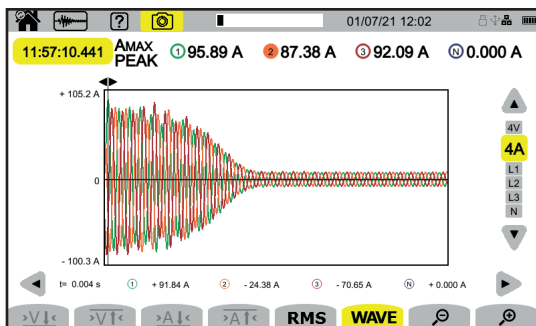 ? 01/07/21 12:02
11:57:10.441 AMAX PEAK 1 95.89 A 2 87.38 A 3 92.09 A N 0.000 A
+ 105.2 A
0
- 100.3 A
4V
4A
L1
L2
L3
N
t= 0.004 s 1 + 91.84 A 2 - 24.38 A 3 - 70.65 A N + 0.000 A
>V↓< >V↑< >A↓< >A↑< RMS WAVE